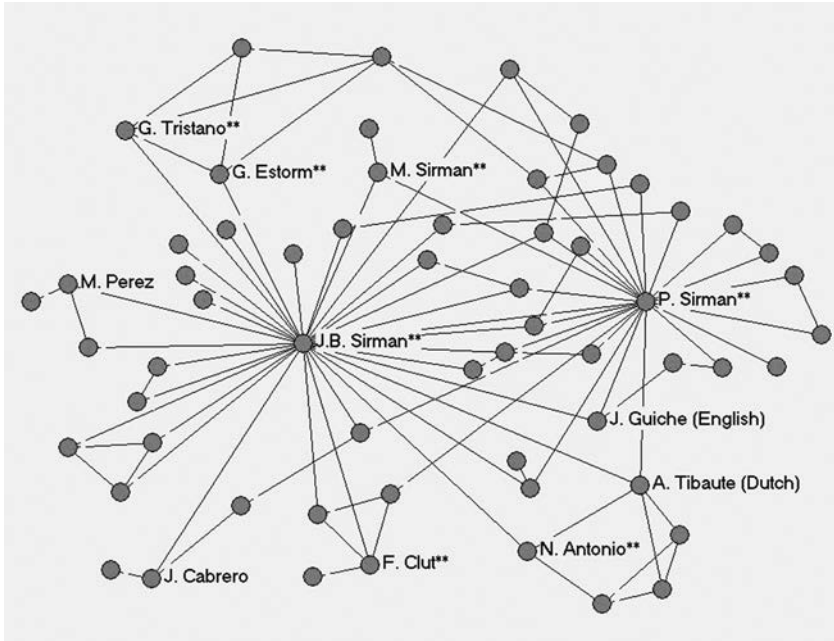 G. Tristano**
G. Estorm**
M. Sirman**
M. Perez
P. Sirman**
J.B. Sirman**
J. Guiche (English)
A. Tibaute (Dutch)
N. Antonio**
F. Clut**
J. Cabrero